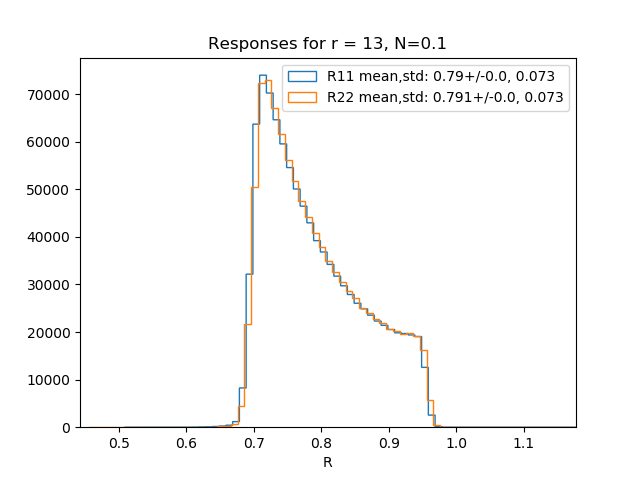 Responses for r = 13, N=0.1
R11 mean,std: 0.79+/-0.0, 0.073
R22 mean,std: 0.791+/-0.0, 0.073
70000
60000
50000
40000
30000
20000
10000
0
0.5 0.6 0.7 0.8 0.9 1.0 1.1
R